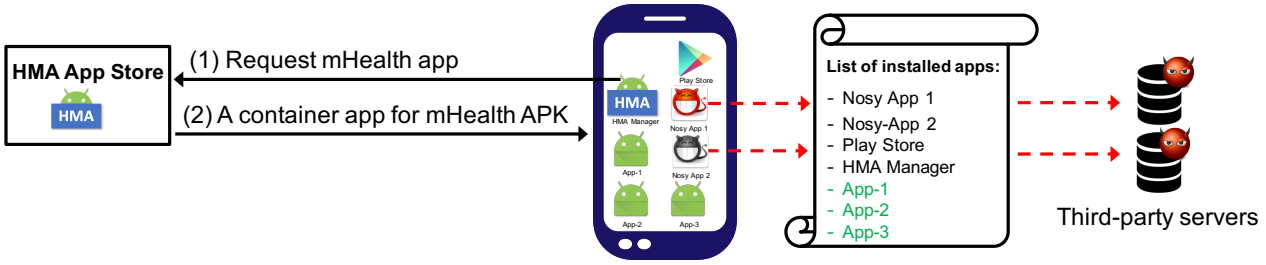 HMA App Store
HMA
(1) Request mHealth app
(2) A container app for mHealth APK
Play Store
HMA
HMA Manager
Nosy App 1
App-1
Nosy App 2
App-2
App-3
List of installed apps:
- Nosy App 1
- Nosy-App 2
- Play Store
- HMA Manager
- App-1
- App-2
- App-3
Third-party servers